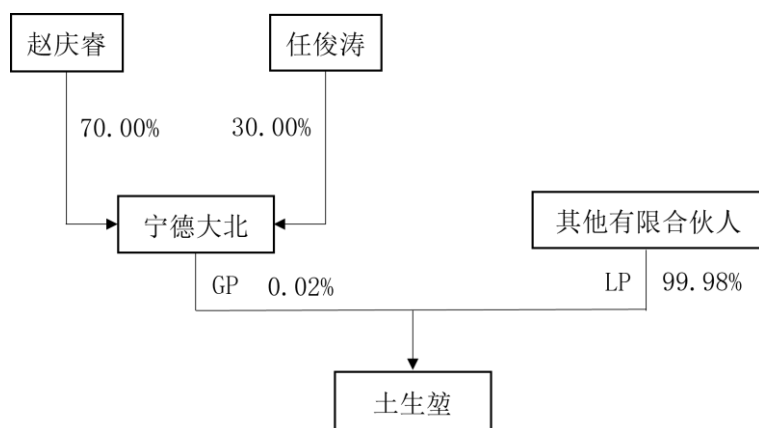 赵庆睿
任俊涛
70.00%
30.00%
宁德大北
其他有限合伙人
GP 0.02%
LP 99.98%
土生堃